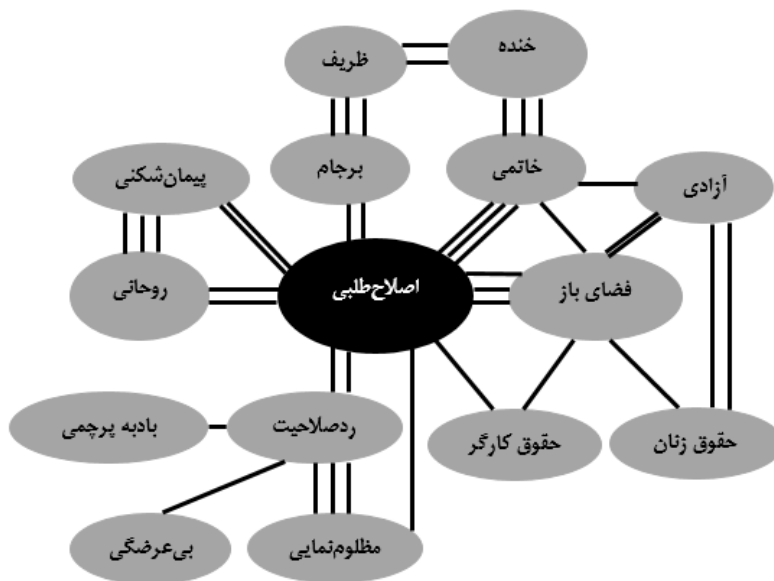 خنده
ظریف
برجام
خاتمی
پیمان‌شکنی
آزادی
روحانی
اصلاح‌طلبی
فضای باز
بادبه پرچمی
ردصلاحیت
حقوق کارگر
حقوق زنان
بی‌عرضگی
مظلوم‌نمایی